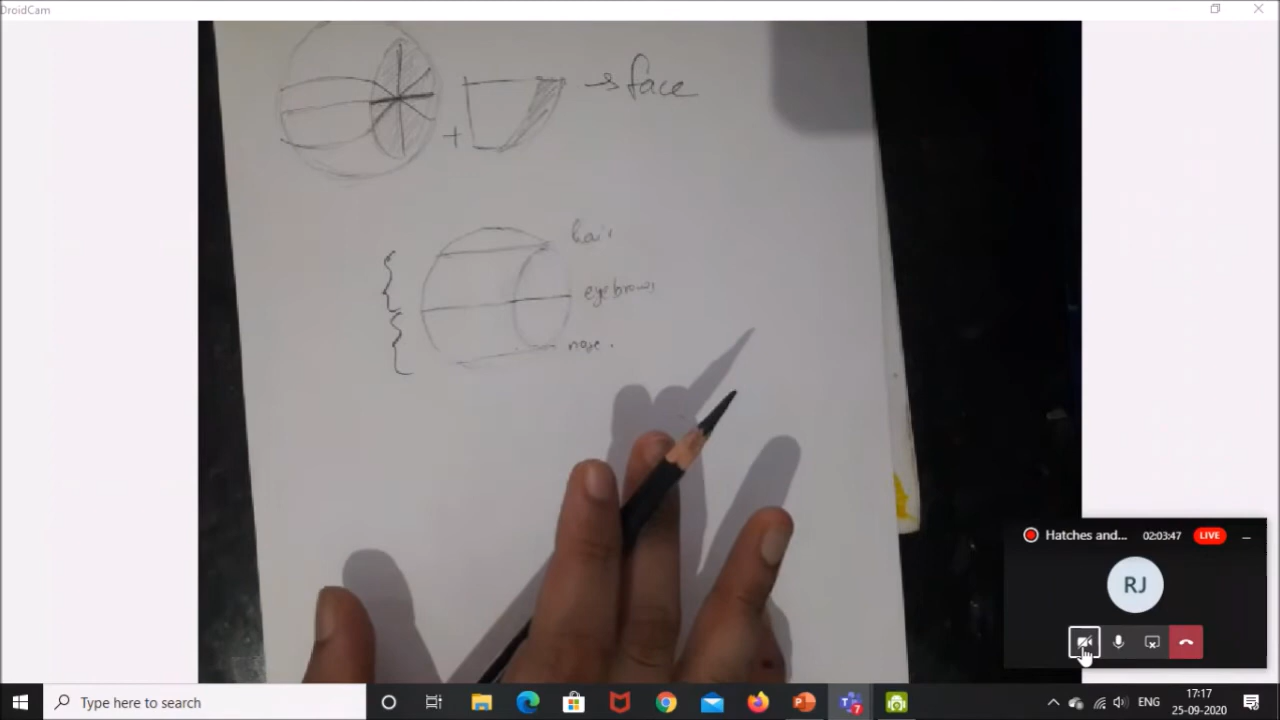 DroidCam
→ face
+
hair
eyebrows
nose.
Hatches and... 02:03:47 LIVE
RJ
Type here to search
7
ENG
17:17
25-09-2020